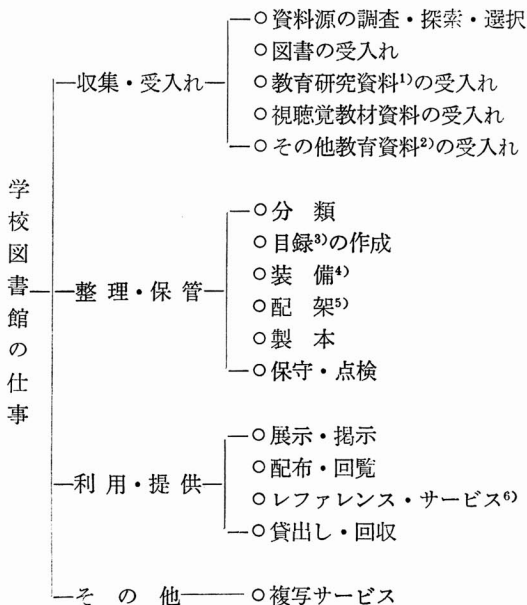 学校図書館の仕事
収集・受入れ
○資料源の調査・探索・選択
○図書の受入れ
○教育研究資料¹⁾の受入れ
○視聴覚教材資料の受入れ
○その他教育資料²⁾の受入れ
整理・保管
○分類
○目録³⁾の作成
○装備⁴⁾
○配架⁵⁾
○製本
○保守・点検
利用・提供
○展示・掲示
○配布・回覧
○レファレンス・サービス⁶⁾
○貸出し・回収
その他
○複写サービス